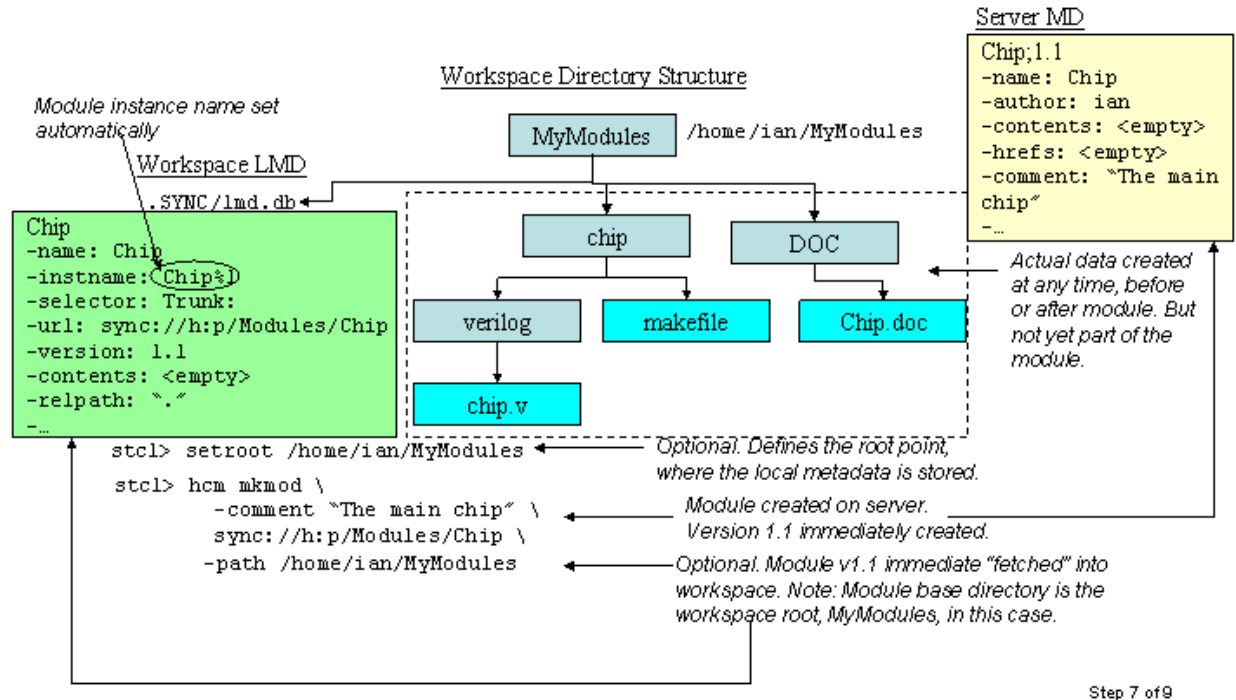 Server MD
Chip;1.1
-name: Chip
-author: ian
-contents: <empty>
-hrefs: <empty>
-comment: “The main
chip”
-…
Workspace Directory Structure
Module instance name set
automatically
MyModules
/home/ian/MyModules
Workspace LMD
.SYNC/lmd.db
Chip
-name: Chip
-instname: Chip%1
-selector: Trunk:
-url: sync://h:p/Modules/Chip
-version: 1.1
-contents: <empty>
-relpath: “.”
-…
chip
DOC
verilog
makefile
Chip.doc
chip.v
Actual data created
at any time, before
or after module. But
not yet part of the
module.
stcl> setroot /home/ian/MyModules
Optional. Defines the root point,
where the local metadata is stored.
stcl> hcm mkmod \
-comment “The main chip” \
sync://h:p/Modules/Chip \
-path /home/ian/MyModules
Module created on server.
Version 1.1 immediately created.
Optional. Module v1.1 immediate “fetched” into
workspace. Note: Module base directory is the
workspace root, MyModules, in this case.
Step 7 of 9